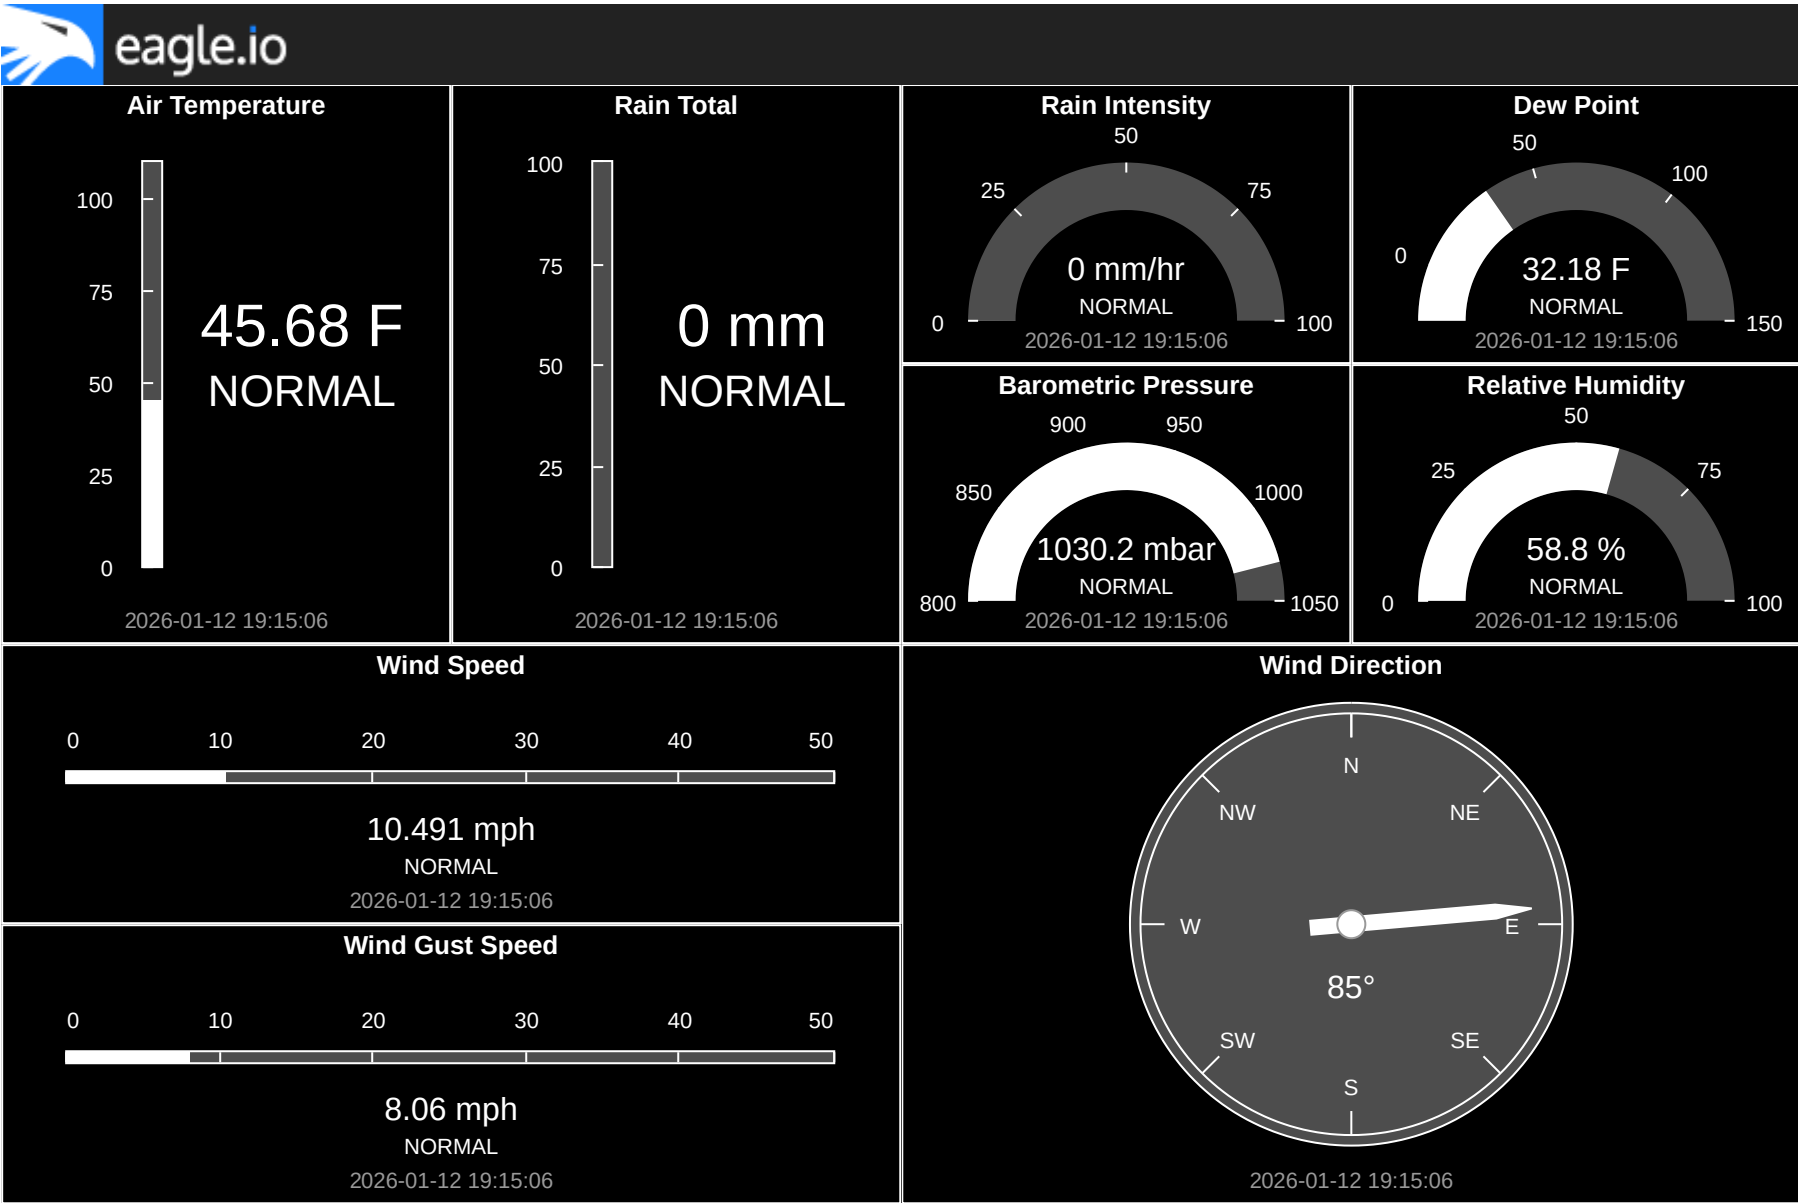 eagle.io
Air Temperature
100
75
50
25
0
45.68 F
NORMAL
2026-01-12 19:15:06
Rain Total
100
75
50
25
0
0 mm
NORMAL
2026-01-12 19:15:06
Rain Intensity
0
25
50
75
100
0 mm/hr
NORMAL
2026-01-12 19:15:06
Dew Point
0
50
100
150
32.18 F
NORMAL
2026-01-12 19:15:06
Barometric Pressure
800
850
900
950
1000
1050
1030.2 mbar
NORMAL
2026-01-12 19:15:06
Relative Humidity
0
25
50
75
100
58.8 %
NORMAL
2026-01-12 19:15:06
Wind Speed
0 10 20 30 40 50
10.491 mph
NORMAL
2026-01-12 19:15:06
Wind Gust Speed
0 10 20 30 40 50
8.06 mph
NORMAL
2026-01-12 19:15:06
Wind Direction
N
NW NE
W E
85°
SW SE
S
2026-01-12 19:15:06